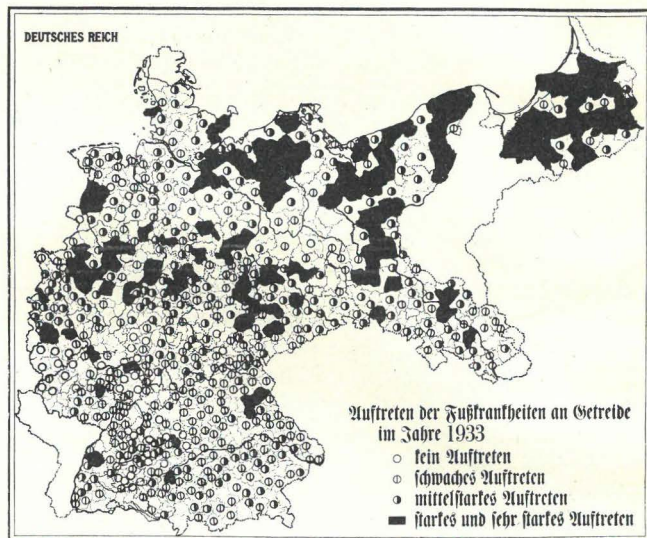 DEUTSCHES REICH
Auftreten der Fußkrankheiten an Getreide
im Jahre 1933
kein Auftreten
schwaches Auftreten
mittelstarkes Auftreten
starkes und sehr starkes Auftreten